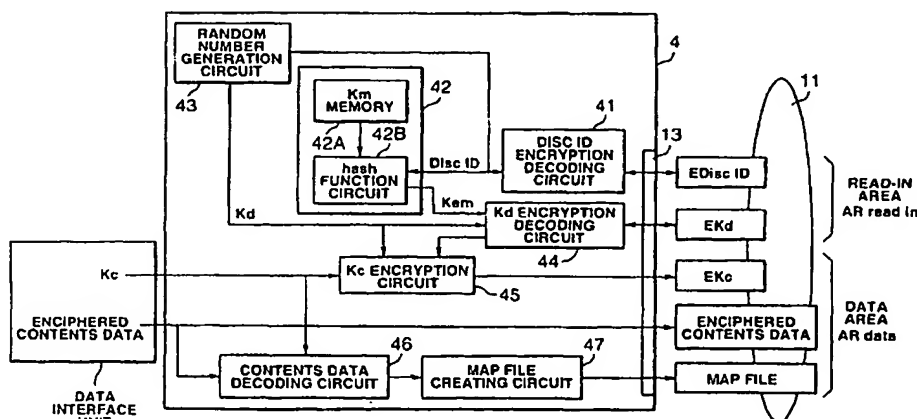 RANDOM
NUMBER
GENERATION
CIRCUIT
43
Km
MEMORY
42A
42B
42
hash
FUNCTION
CIRCUIT
Disc ID
Kem
Kd
41
DISC ID
ENCRYPTION
DECODING
CIRCUIT
4
13
11
EDisc ID
READ-IN
AREA
AR read in
Kd ENCRYPTION
DECODING
CIRCUIT
44
EKd
Kc
Kc ENCRYPTION
CIRCUIT
45
EKc
ENCIPHERED
CONTENTS DATA
ENCIPHERED
CONTENTS DATA
DATA
AREA
AR data
CONTENTS DATA
DECODING CIRCUIT
46
MAP FILE
CREATING CIRCUIT
47
MAP FILE
DATA
INTERFACE
UNIT